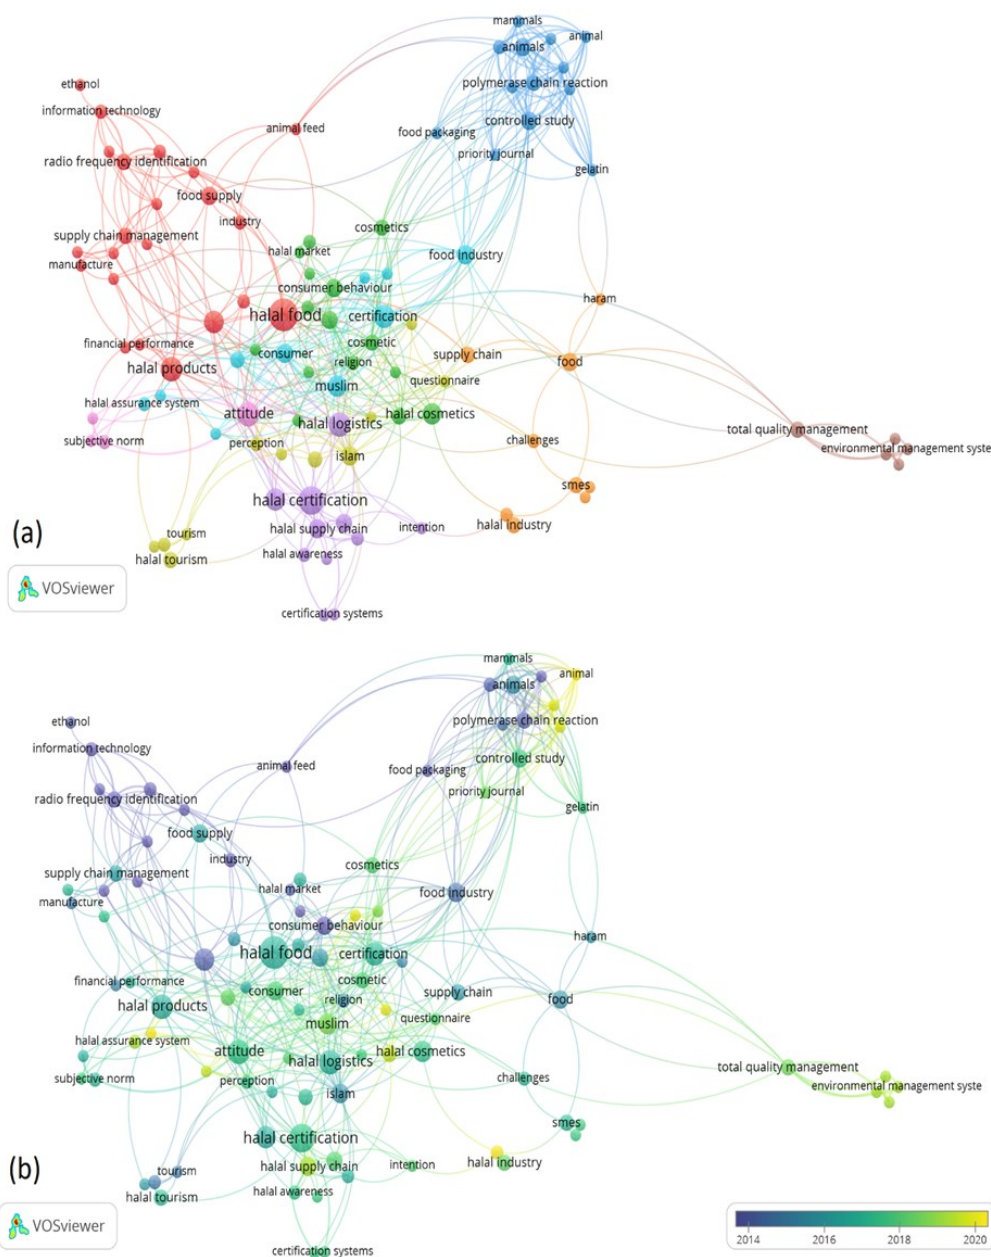 mammals
animal
animals
ethanol
polymerase chain reaction
information technology
controlled study
animal feed
food packaging
priority journal
radio frequency identification
gelatin
food supply
industry
cosmetics
supply chain management
halal market
food industry
manufacture
consumer behaviour
haram
halal food
certification
financial performance
cosmetic
consumer
supply chain
religion
food
halal products
questionnaire
muslim
halal assurance system
attitude
halal cosmetics
halal logistics
total quality management
subjective norm
perception
challenges
environmental management syste
islam
smes
halal certification
halal industry
halal supply chain
intention
(a)
tourism
halal awareness
halal tourism
VOSviewer
certification systems
mammals
animal
animals
ethanol
polymerase chain reaction
information technology
controlled study
animal feed
food packaging
priority journal
radio frequency identification
gelatin
food supply
industry
cosmetics
supply chain management
halal market
food industry
manufacture
consumer behaviour
haram
halal food
certification
financial performance
cosmetic
consumer
supply chain
religion
food
halal products
questionnaire
muslim
halal assurance system
attitude
halal cosmetics
halal logistics
total quality management
subjective norm
perception
challenges
environmental management syste
islam
smes
halal certification
halal industry
halal supply chain
intention
(b)
tourism
halal awareness
halal tourism
VOSviewer
certification systems
2014 2016 2018 2020